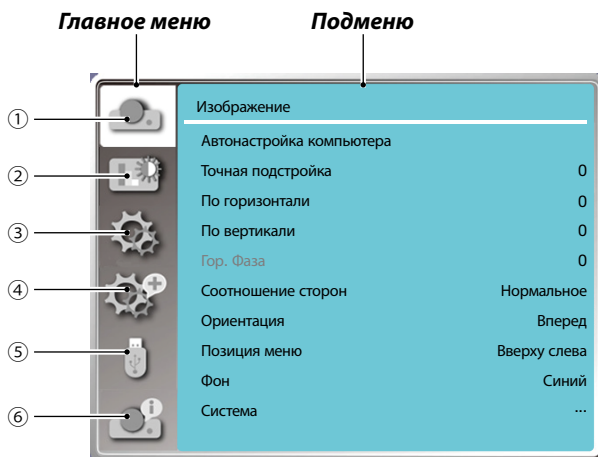 Главное меню Подменю
① Изображение
Автонастройка компьютера
② Точная подстройка 0
По горизонтали 0
③ По вертикали 0
Гор. Фаза 0
④ Соотношение сторон Нормальное
Ориентация Вперед
⑤ Позиция меню Вверху слева
Фон Синий
⑥ Система ...